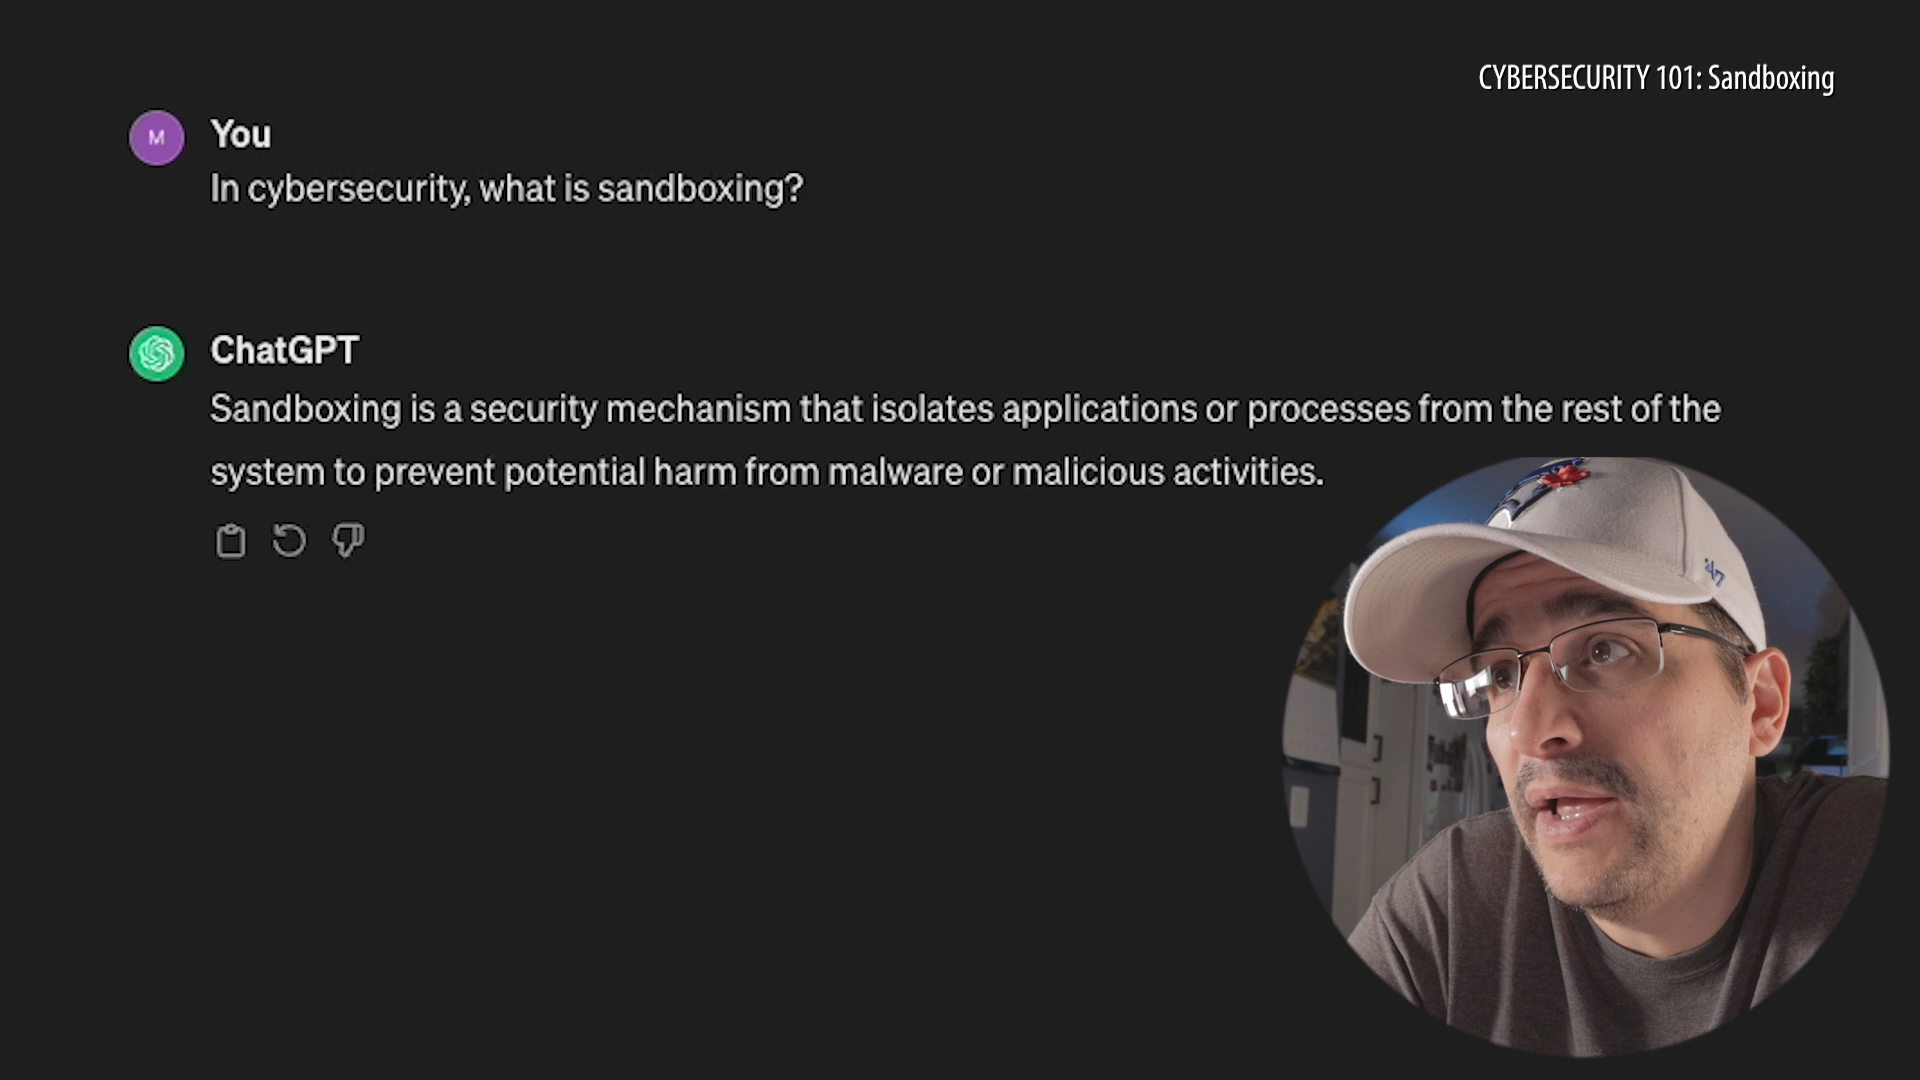 CYBERSECURITY 101: Sandboxing
M
You
In cybersecurity, what is sandboxing?
ChatGPT
Sandboxing is a security mechanism that isolates applications or processes from the rest of the
system to prevent potential harm from malware or malicious activities.
'47